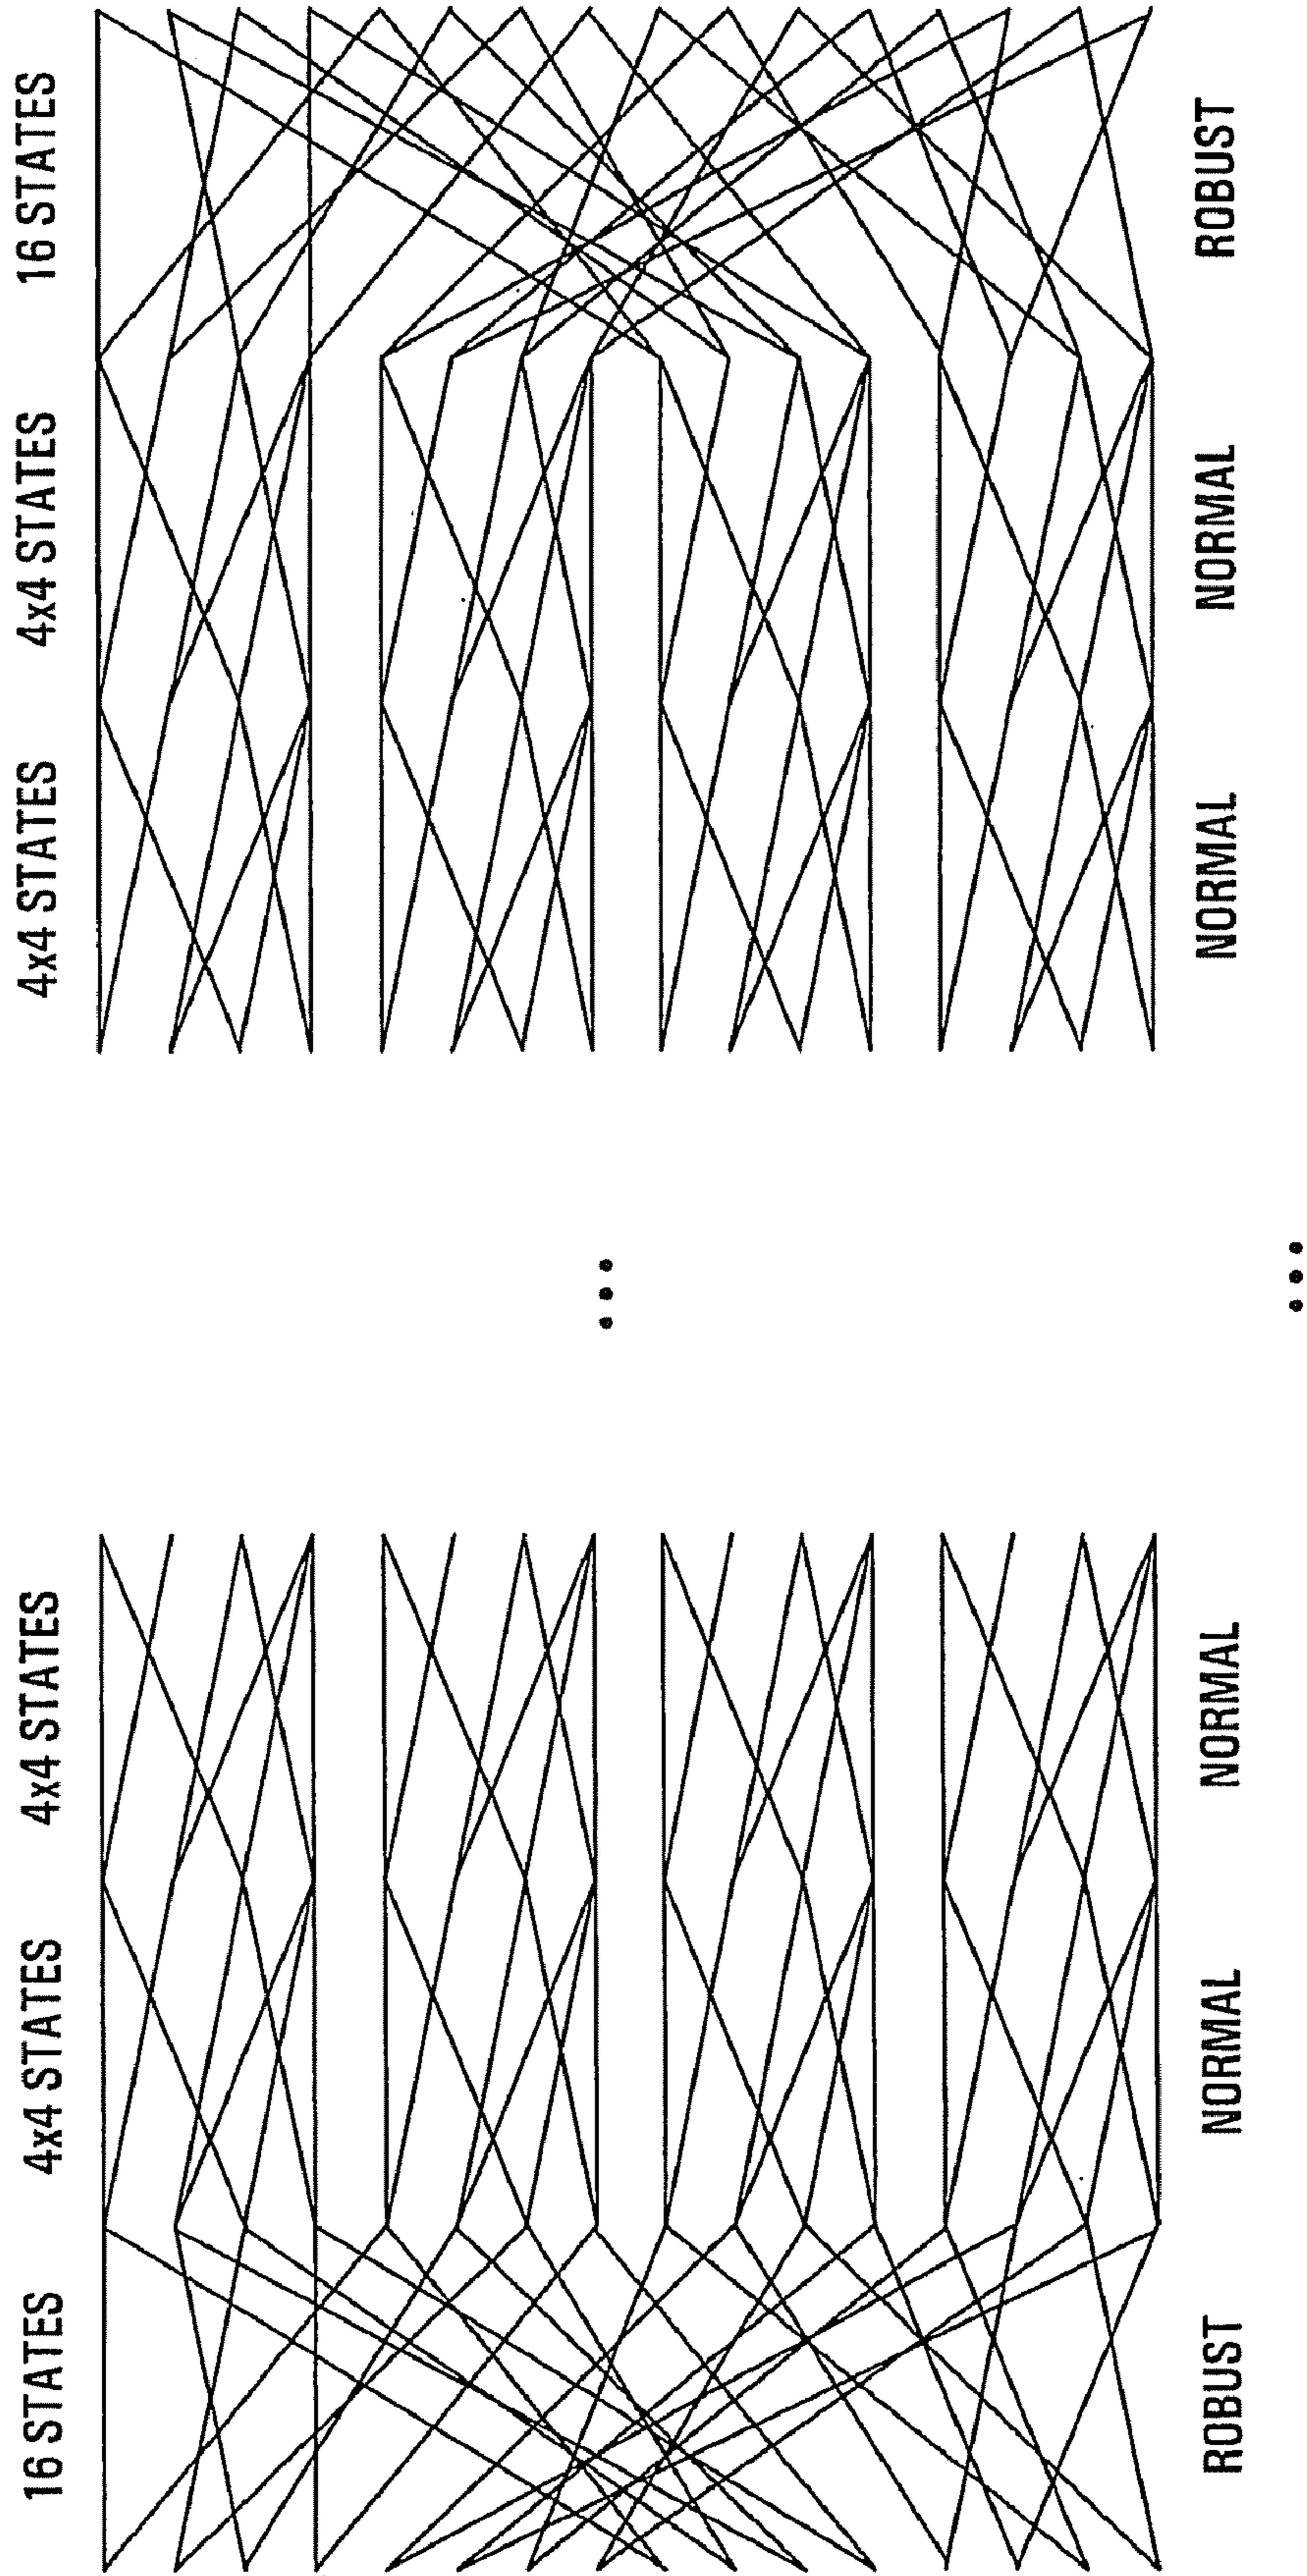 16 STATES
4x4 STATES
4x4 STATES
4x4 STATES
4x4 STATES
16 STATES
...
ROBUST
NORMAL
NORMAL
...
NORMAL
NORMAL
ROBUST